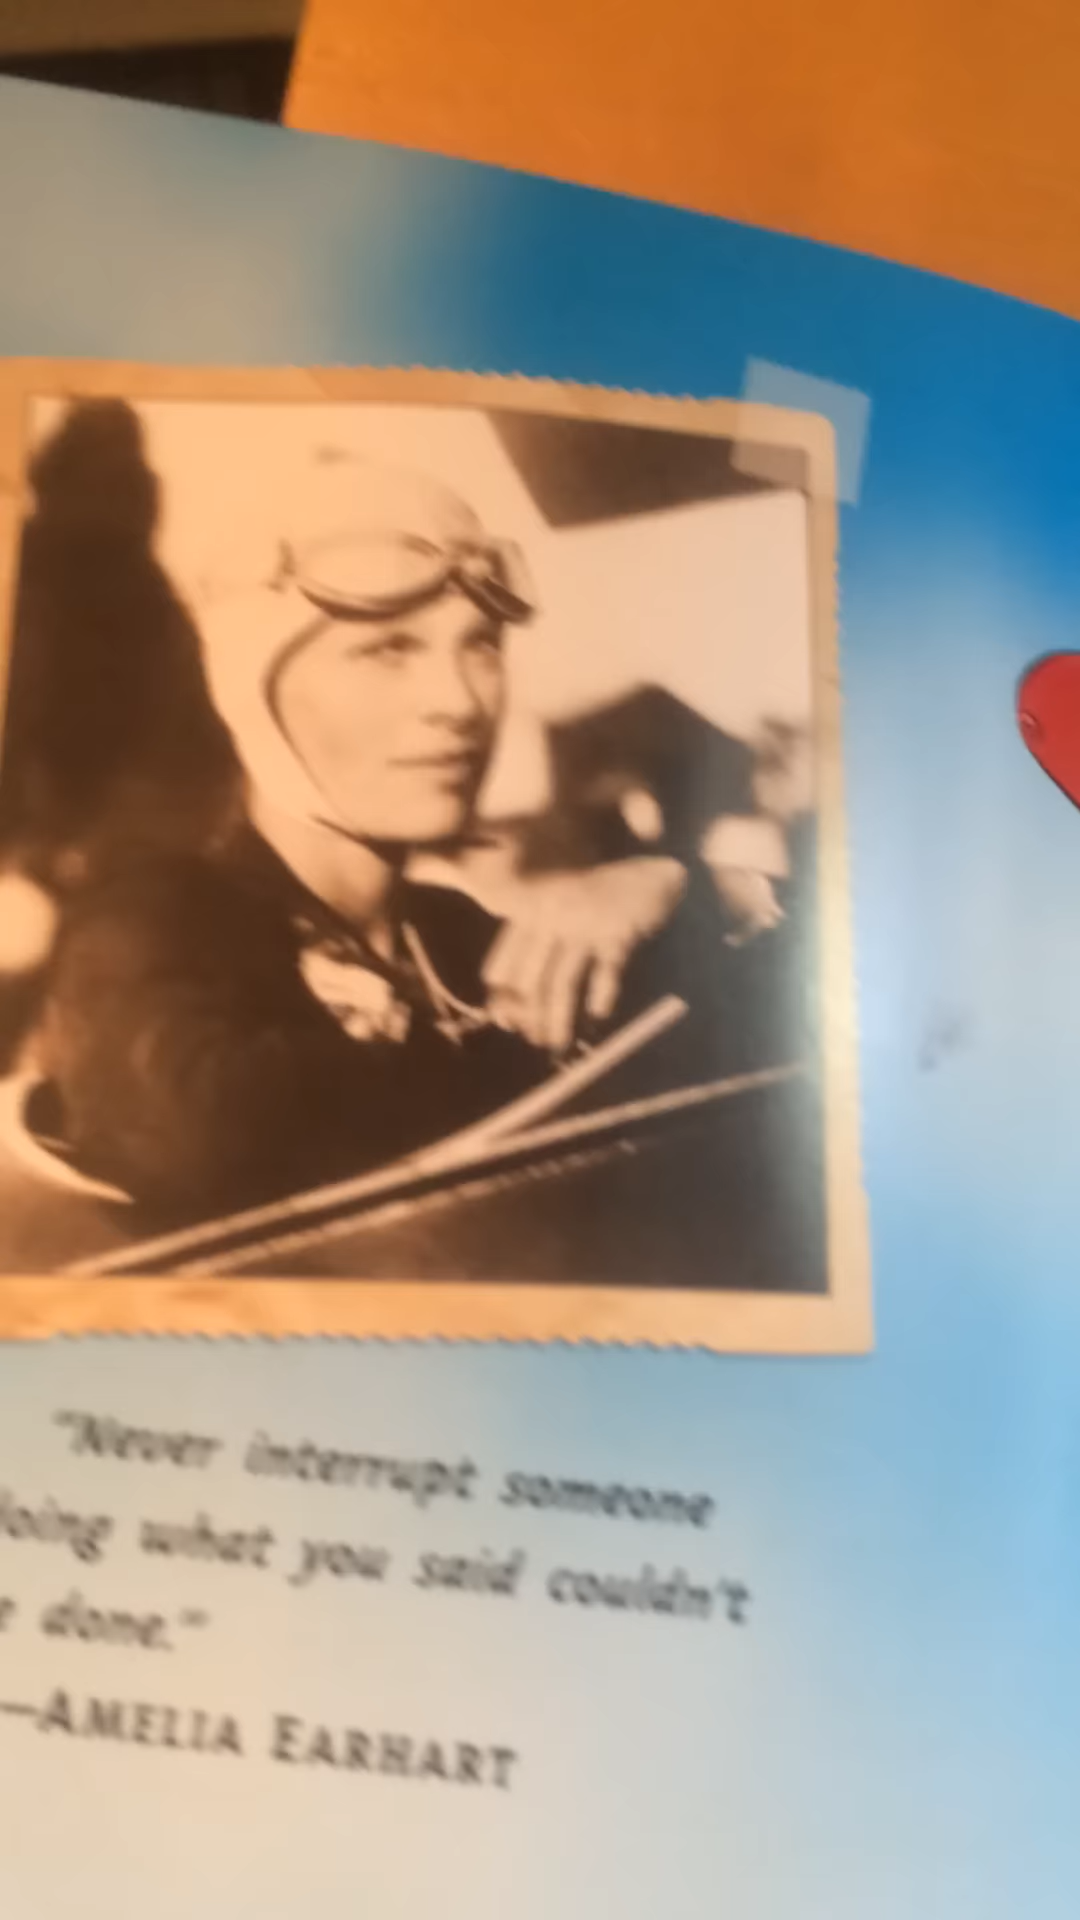 "Never interrupt someone
doing what you said couldn't
e done."
—AMELIA EARHART